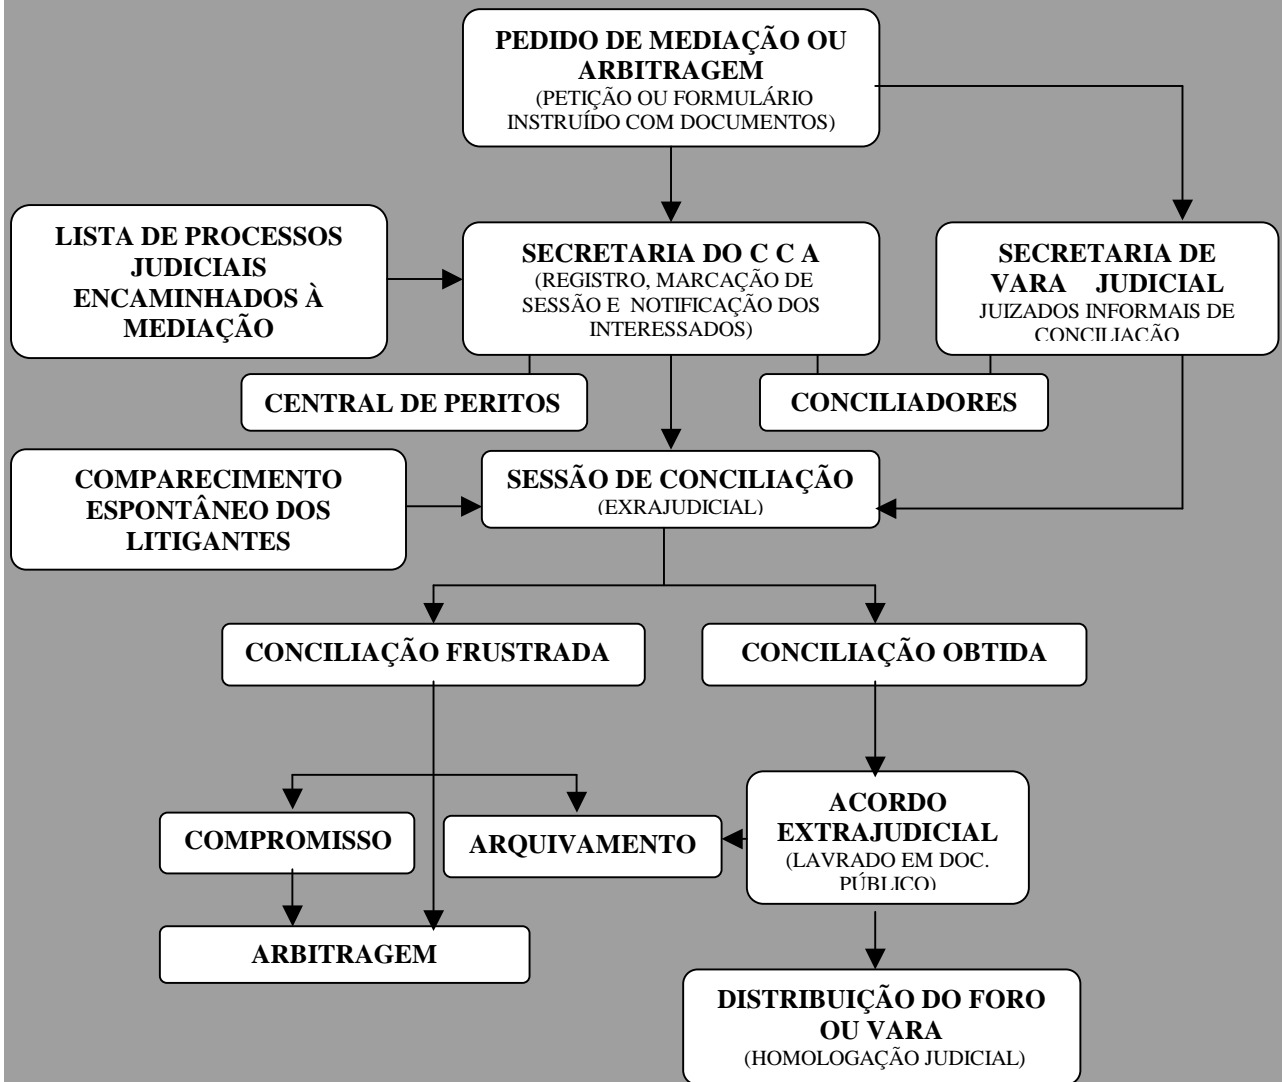 PEDIDO DE MEDIAÇÃO OU
ARBITRAGEM
(PETIÇÃO OU FORMULÁRIO
INSTRUÍDO COM DOCUMENTOS)
LISTA DE PROCESSOS
JUDICIAIS
ENCAMINHADOS À
MEDIAÇÃO
SECRETARIA DO C C A
(REGISTRO, MARCAÇÃO DE
SESSÃO E NOTIFICAÇÃO DOS
INTERESSADOS)
SECRETARIA DE
VARA JUDICIAL
JUIZADOS INFORMAIS DE
CONCILIAÇÃO
CENTRAL DE PERITOS
CONCILIADORES
COMPARECIMENTO
ESPONTÂNEO DOS
LITIGANTES
SESSÃO DE CONCILIAÇÃO
(EXRAJUDICIAL)
CONCILIAÇÃO FRUSTRADA
CONCILIAÇÃO OBTIDA
COMPROMISSO
ARQUIVAMENTO
ACORDO
EXTRAJUDICIAL
(LAVRADO EM DOC.
PÚBLICO)
ARBITRAGEM
DISTRIBUIÇÃO DO FORO
OU VARA
(HOMOLOGAÇÃO JUDICIAL)